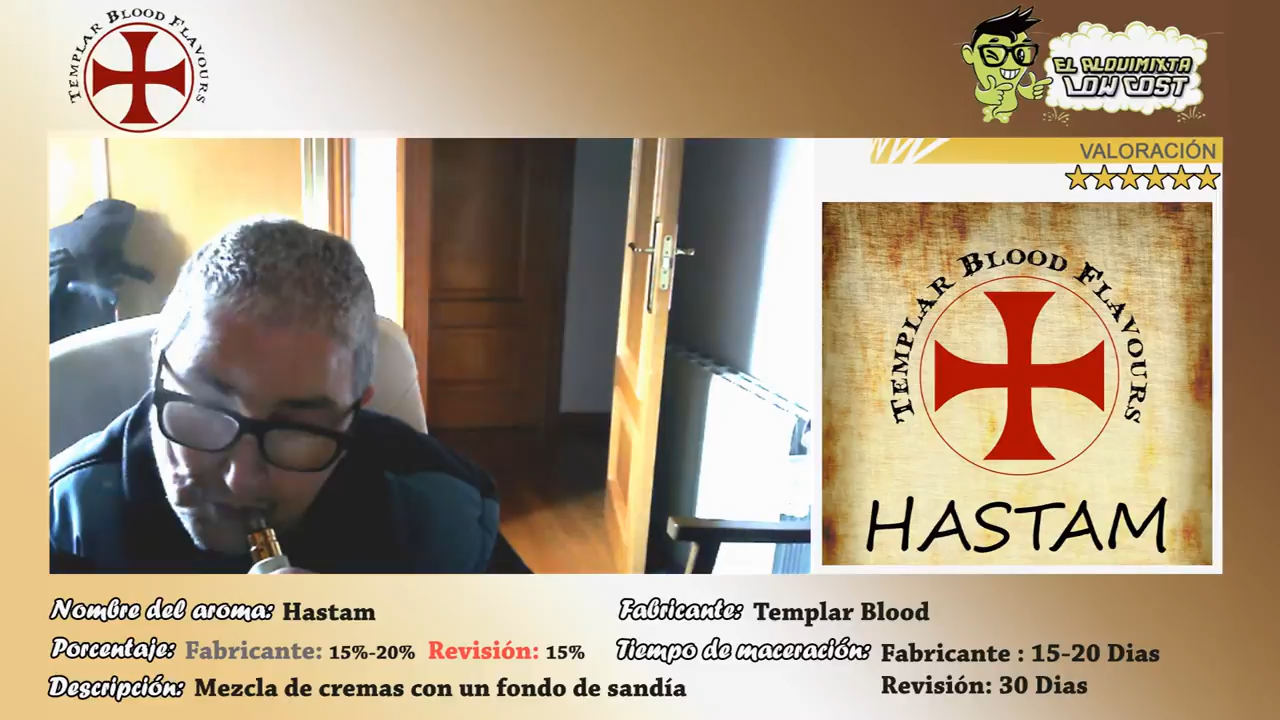 TEMPLAR BLOOD FLAVOURS
EL ALQUIMIXTA
LOW COST
VALORACIÓN
TEMPLAR BLOOD FLAVOURS
HASTAM
Nombre del aroma: Hastam
Fabricante: Templar Blood
Porcentaje: Fabricante: 15%-20% Revisión: 15%
Tiempo de maceración: Fabricante : 15-20 Dias
Revisión: 30 Dias
Descripción: Mezcla de cremas con un fondo de sandía